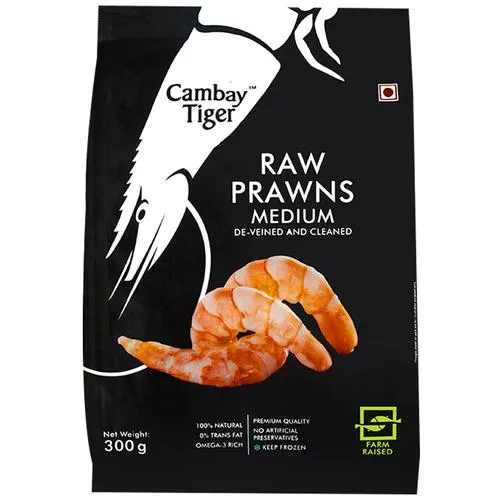 Cambay™
Tiger
RAW
PRAWNS
MEDIUM
DE-VEINED AND CLEANED
Net Weight:
300 g
100% NATURAL
0% TRANS FAT
OMEGA-3 RICH
PREMIUM QUALITY
NO ARTIFICIAL
PRESERVATIVES
KEEP FROZEN
FARM
RAISED